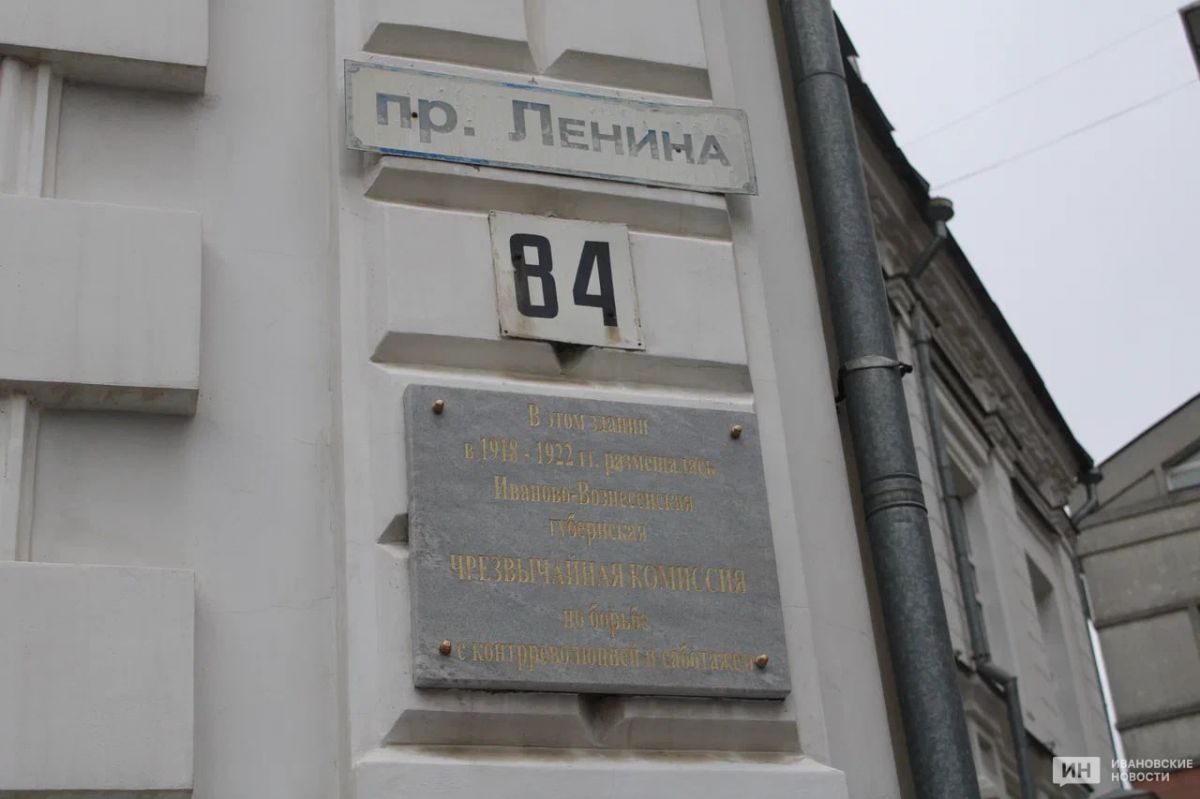 пр. Ленина
84
В этом здании
в 1918 - 1922 гг. размещалась
Иваново-Вознесенская
губернская
ЧРЕЗВЫЧАЙНАЯ КОМИССИЯ
по борьбе
с контрреволюцией и саботажем
ИН ИВАНОВСКИЕ
НОВОСТИ